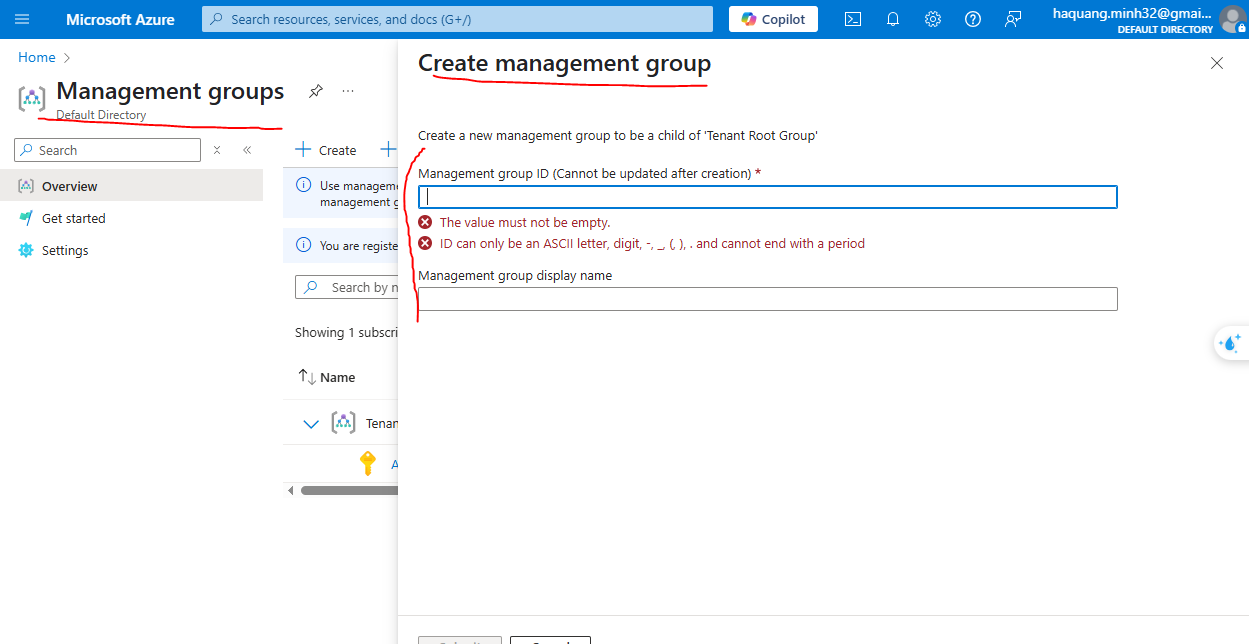 Microsoft Azure
Search resources, services, and docs (G+/)
Copilot
haquang.minh32@gmai...
DEFAULT DIRECTORY
Home
Management groups
Default Directory
Search
Overview
Get started
Settings
Create
Use managem
management g
You are registe
Search by n
Showing 1 subscri
Name
Tenan
A
Create management group
Create a new management group to be a child of 'Tenant Root Group'
Management group ID (Cannot be updated after creation) *
The value must not be empty.
ID can only be an ASCII letter, digit, -, _, (, ), . and cannot end with a period
Management group display name